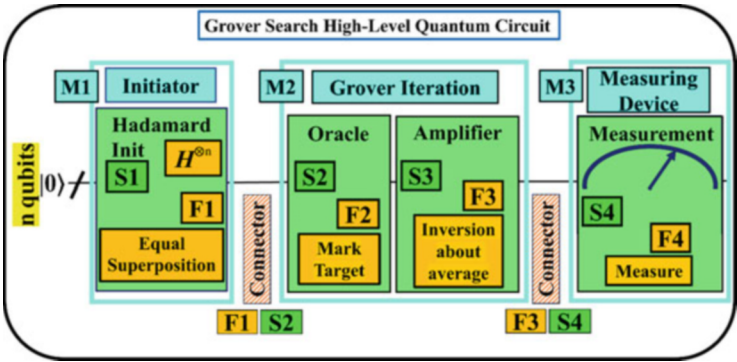 Grover Search High-Level Quantum Circuit
M1
Initiator
Hadamard
Init
H⊗n
S1
F1
Equal
Superposition
n qubits
|0⟩
Connector
F1
S2
M2
Grover Iteration
Oracle
S2
F2
Mark
Target
Amplifier
S3
F3
Inversion
about
average
Connector
F3
S4
M3
Measuring
Device
Measurement
S4
F4
Measure